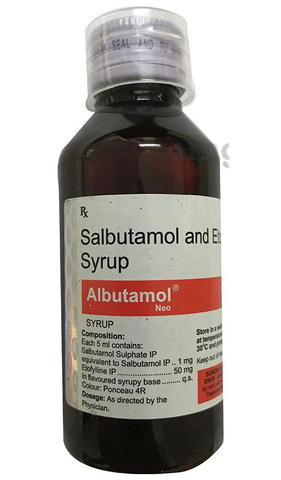 Rx
Salbutamol and
Syrup
Albutamol®
Neo
SYRUP
Composition:
Each 5 ml contains:
Salbutamol Sulphate IP
equivalent to Salbutamol IP .. 1 mg
Etofylline IP .................. 50 mg
in flavoured syrupy base ......... q.s.
Colour: Ponceau 4R
Dosage: As directed by the
Physician.
Store in a
at temperature
30°C and
Keep out of